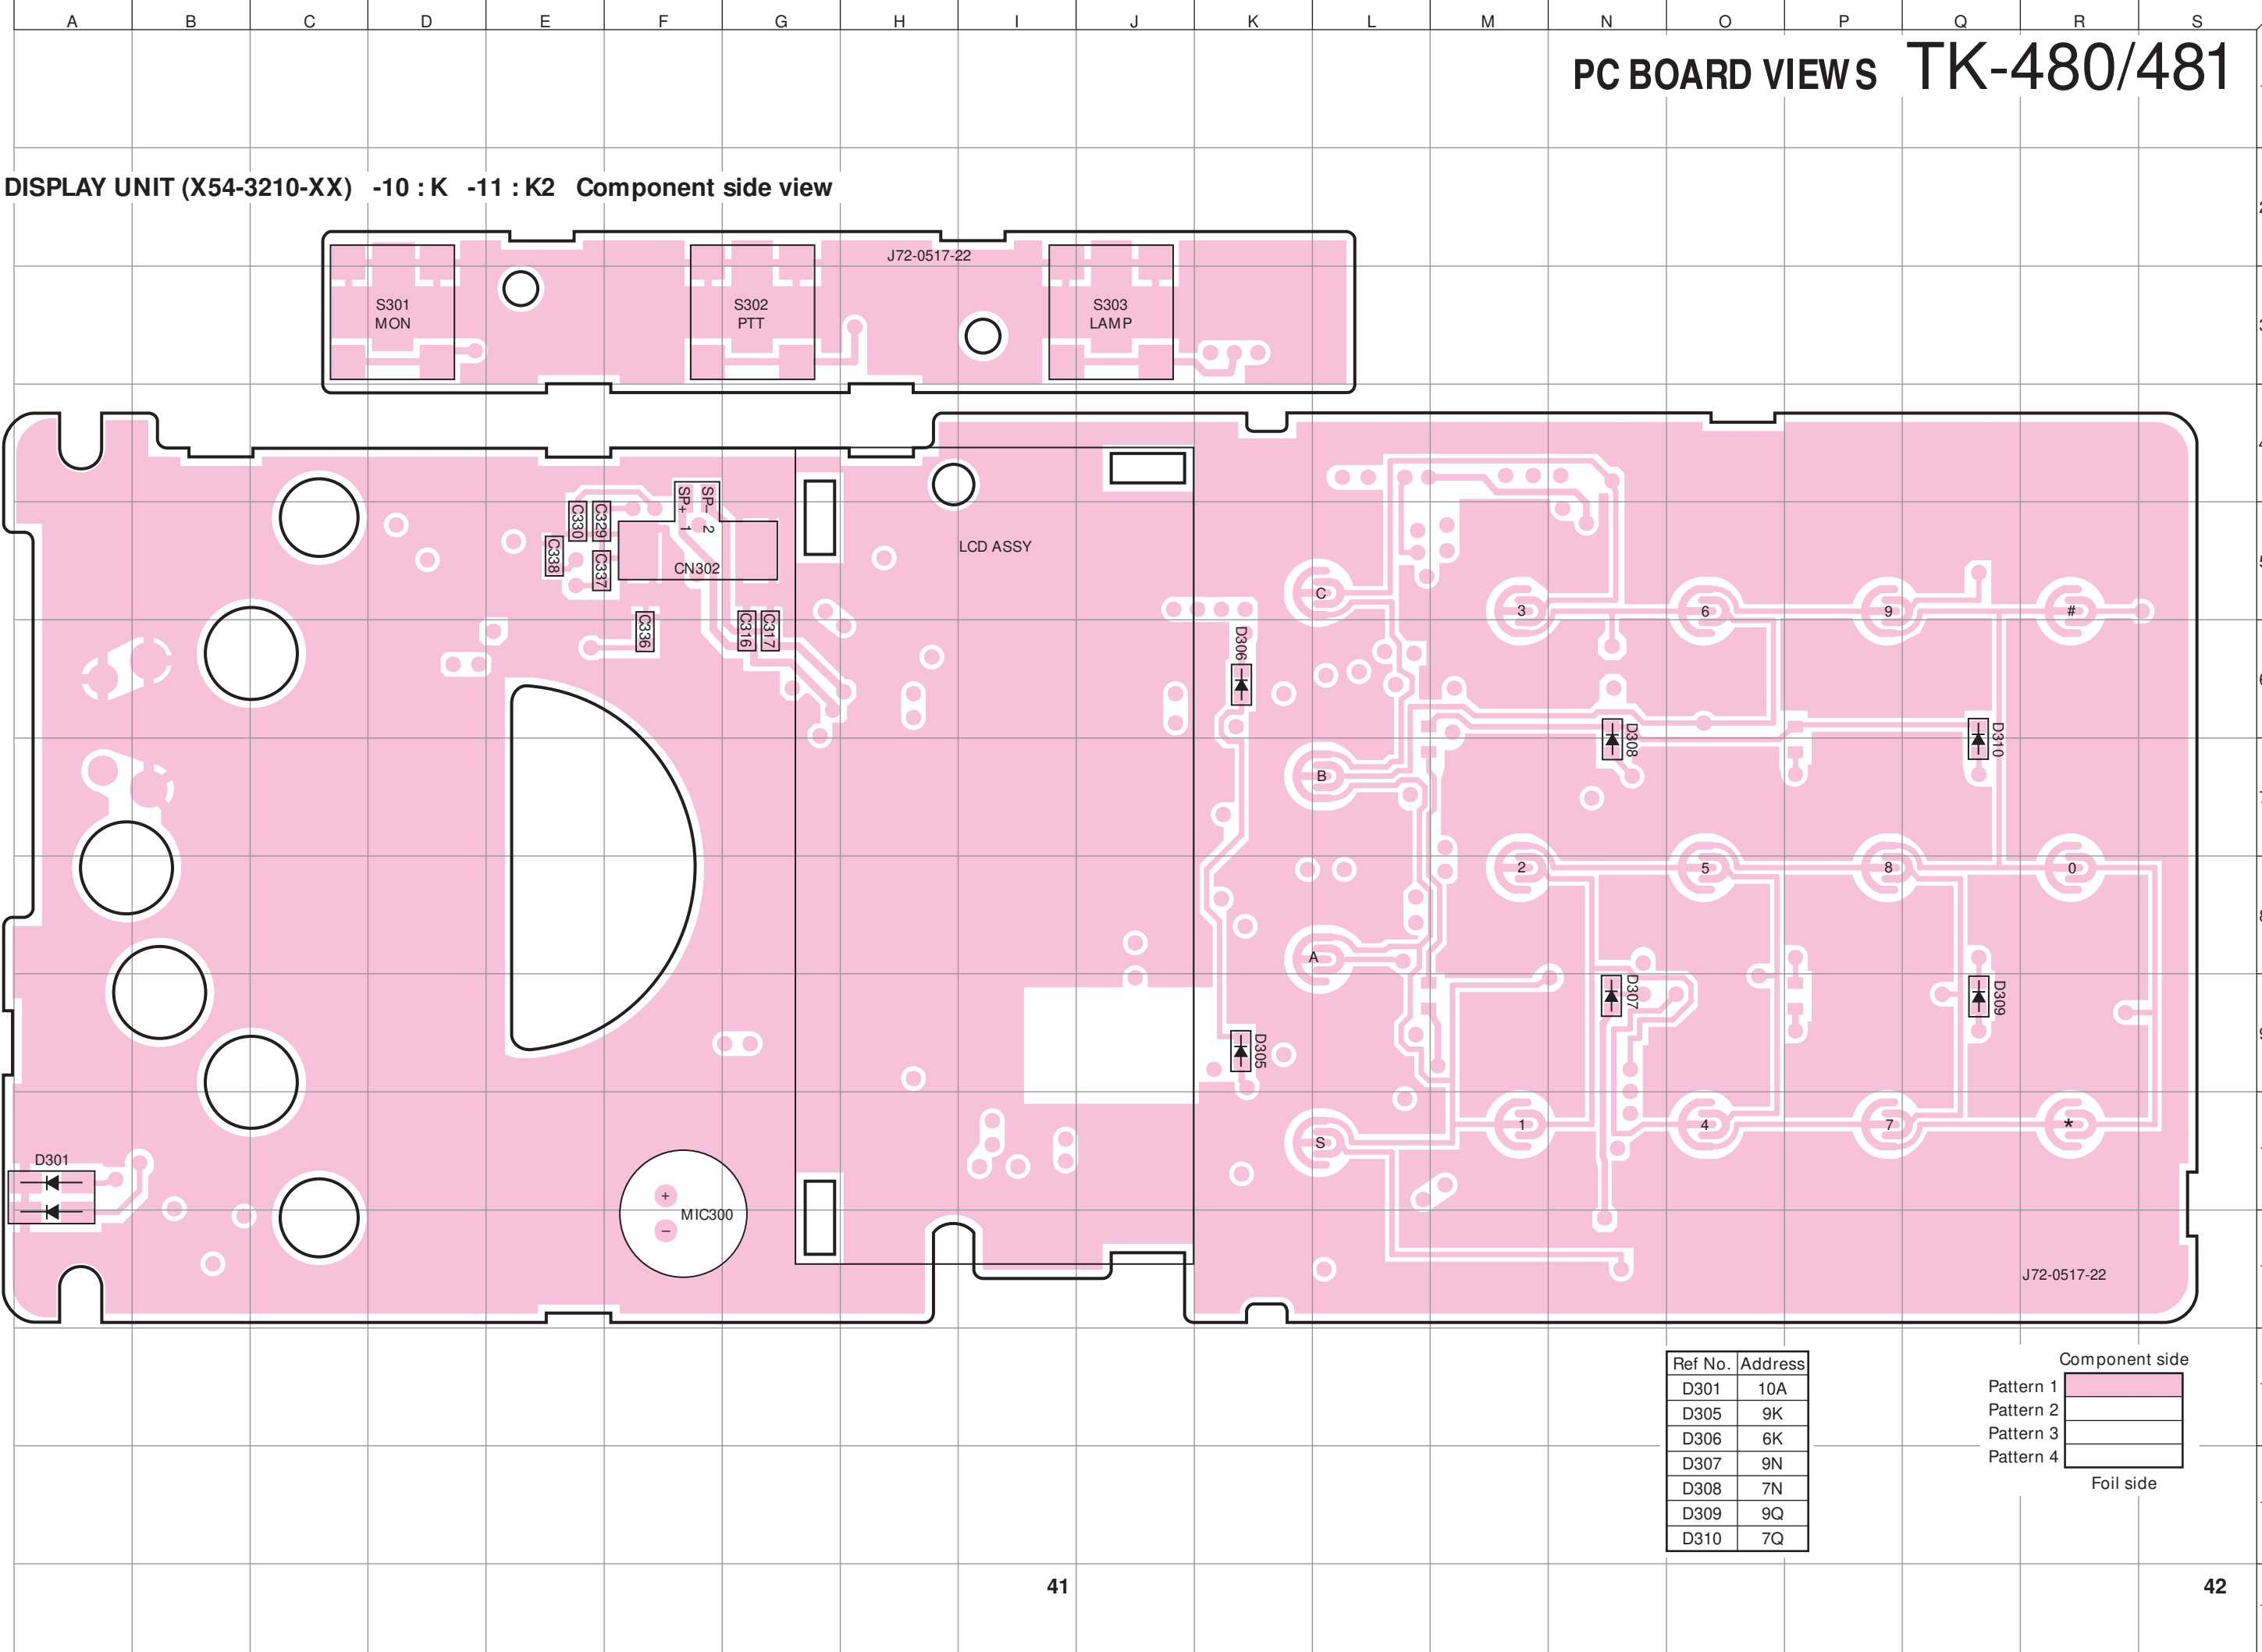 A B C D E F G H I J K L M N O P Q R S
PC BOARD VIEWS TK-480/481
DISPLAY UNIT (X54-3210-XX) -10 : K -11 : K2 Component side view
J72-0517-22
S301 MON
S302 PTT
S303 LAMP
SP+ SP-
1 2
C330 C329
C338 C337
CN302
LCD ASSY
C336 C316 C317
D306
C 3 6 9 #
D308 D310
B
2 5 8 0
A
D307 D309
D305
S 1 4 7 *
D301
+
MIC300
−
J72-0517-22
Ref No. Address
D301 10A
D305 9K
D306 6K
D307 9N
D308 7N
D309 9Q
D310 7Q
Component side
Pattern 1
Pattern 2
Pattern 3
Pattern 4
Foil side
41 42